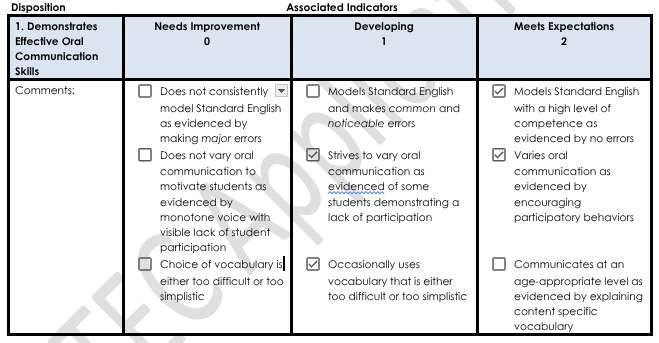 Disposition Associated Indicators
1. Demonstrates Effective Oral Communication Skills
Needs Improvement
0
Developing
1
Meets Expectations
2
Comments:
Does not consistently
model Standard English
as evidenced by
making major errors
Does not vary oral
communication to
motivate students as
evidenced by
monotone voice with
visible lack of student
participation
Choice of vocabulary is
either too difficult or too
simplistic
Models Standard English
and makes common and
noticeable errors
Strives to vary oral
communication as
evidenced of some
students demonstrating a
lack of participation
Occasionally uses
vocabulary that is either
too difficult or too simplistic
Models Standard English
with a high level of
competence as
evidenced by no errors
Varies oral
communication as
evidenced by
encouraging
participatory behaviors
Communicates at an
age-appropriate level as
evidenced by explaining
content specific
vocabulary